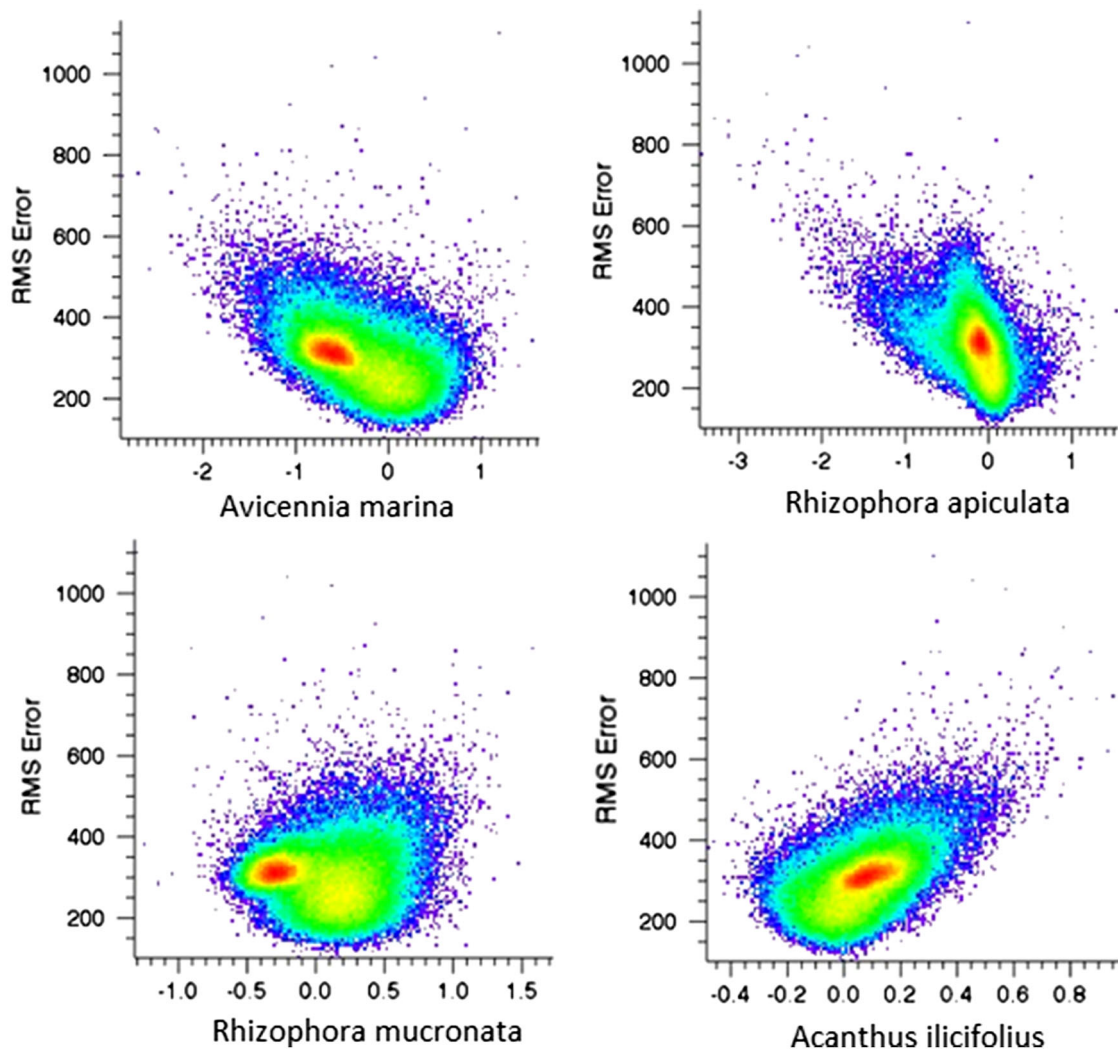 1000
800
600
400
200
RMS Error
-2 -1 0 1
Avicennia marina
1000
800
600
400
200
RMS Error
-3 -2 -1 0 1
Rhizophora apiculata
1000
800
600
400
200
RMS Error
-1.0 -0.5 0.0 0.5 1.0 1.5
Rhizophora mucronata
1000
800
600
400
200
RMS Error
-0.4 -0.2 0.0 0.2 0.4 0.6 0.8
Acanthus ilicifolius